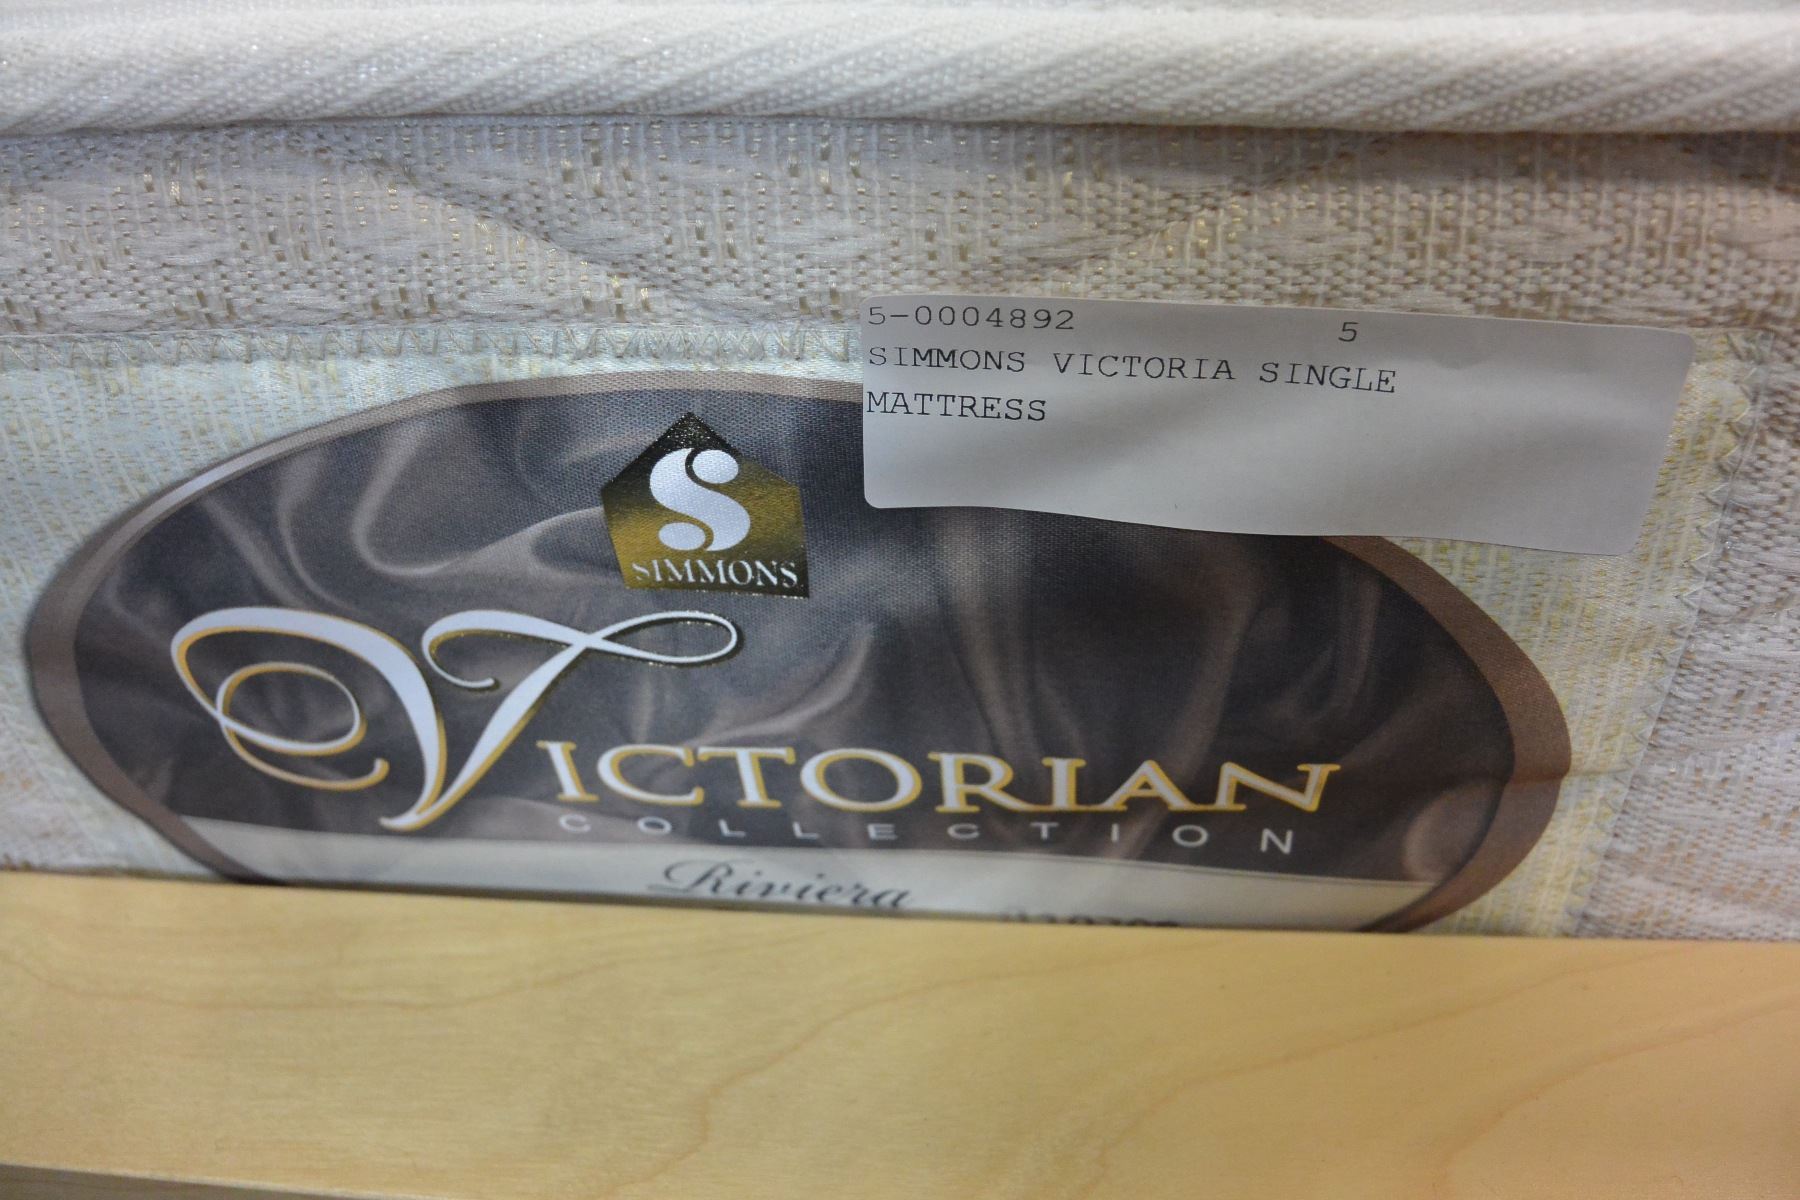 5-0004892 5
SIMMONS VICTORIA SINGLE
MATTRESS
S
SIMMONS
VICTORIAN
COLLECTION
Riviera